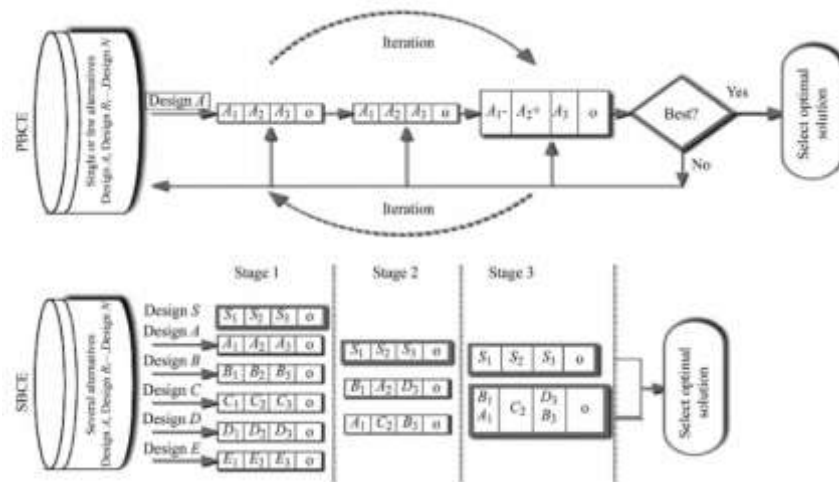 Iteration
PBCE
Single or few alternatives
Design A, Design B,...Design N
Design A
A1 A2 A3 o
A1 A2 A3 o
A1- A2+ A3 o
Best?
Yes
No
Select optimal
solution
Iteration
Stage 1
Stage 2
Stage 3
SBCE
Several alternatives
Design A, Design B,...Design N
Design S
S1 S2 S3 o
Design A
A1 A2 A3 o
Design B
B1 B2 B3 o
Design C
C1 C2 C3 o
Design D
D1 D2 D3 o
Design E
E1 E2 E3 o
S1 S2 S3 o
B1 A2 D3 o
A1 C2 B3 o
S1 S2 S3 o
B1 D3
A1 C2 B3 o
Select optimal
solution